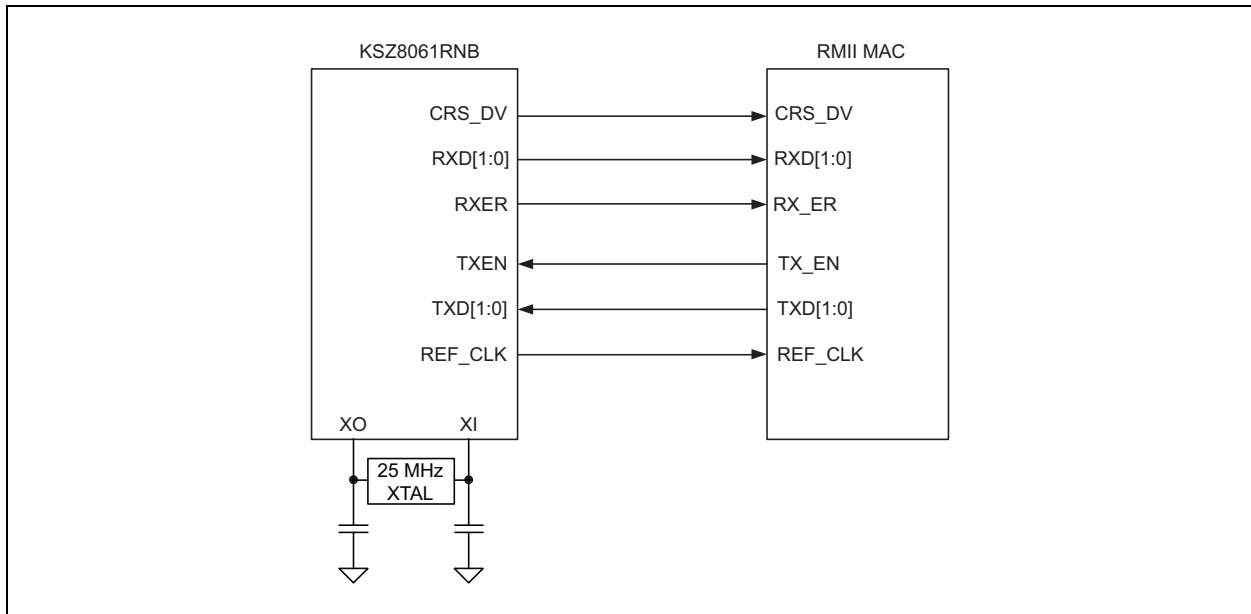 KSZ8061RNB
RMII MAC
CRS_DV
CRS_DV
RXD[1:0]
RXD[1:0]
RXER
RX_ER
TXEN
TX_EN
TXD[1:0]
TXD[1:0]
REF_CLK
REF_CLK
XO
XI
25 MHz
XTAL